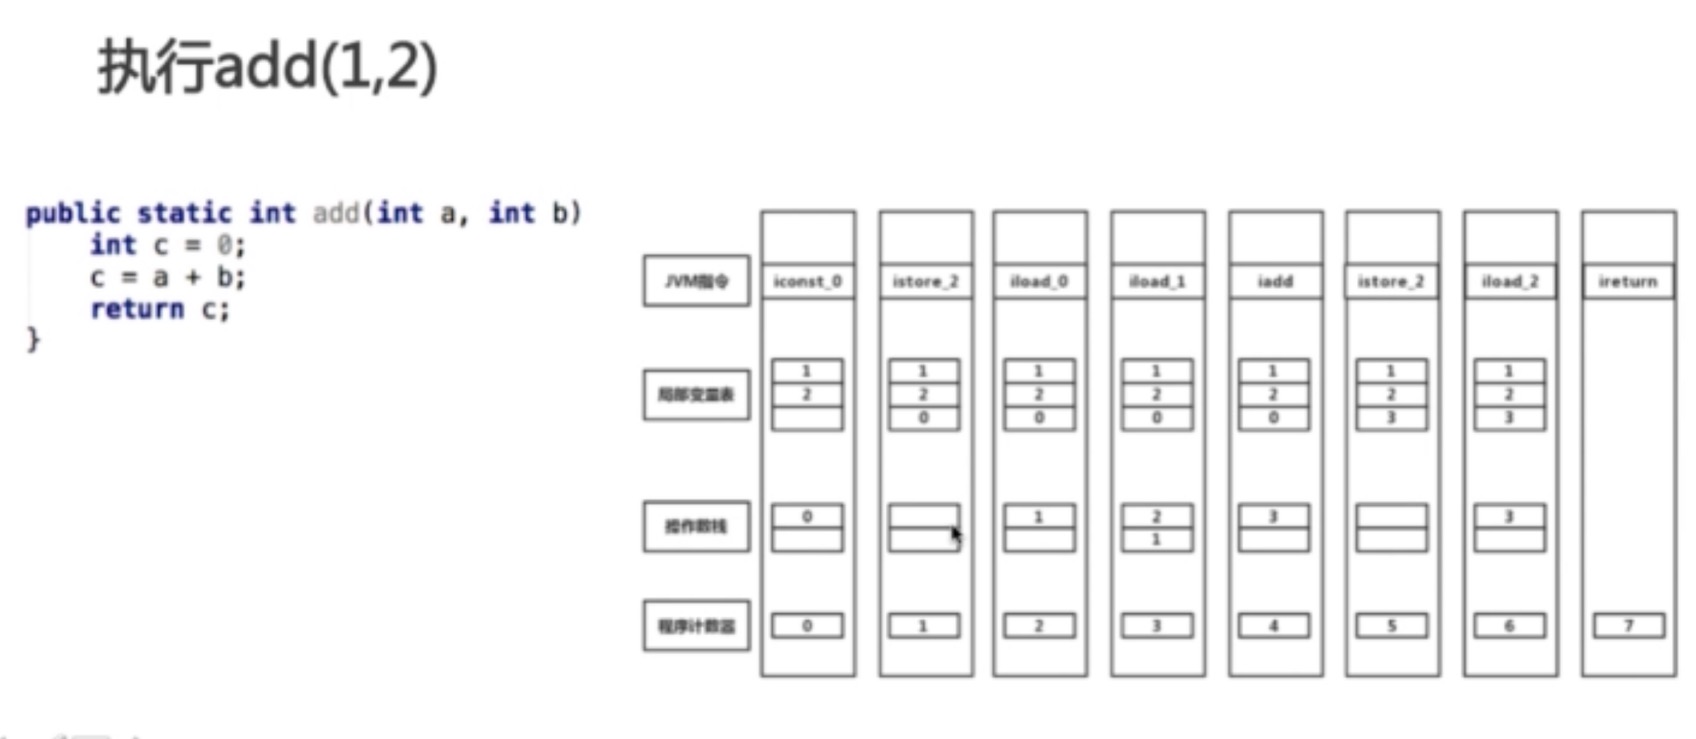 执行add(1,2)
public static int add(int a, int b)
int c = 0;
c = a + b;
return c;
}
JVM指令 iconst_0 istore_2 iload_0 iload_1 iadd istore_2 iload_2 ireturn
局部变量表
1 1 1 1 1 1 1
2 2 2 2 2 2 2
0 0 0 0 3 3
操作数栈
0 1 2 3 3
1
程序计数器 0 1 2 3 4 5 6 7